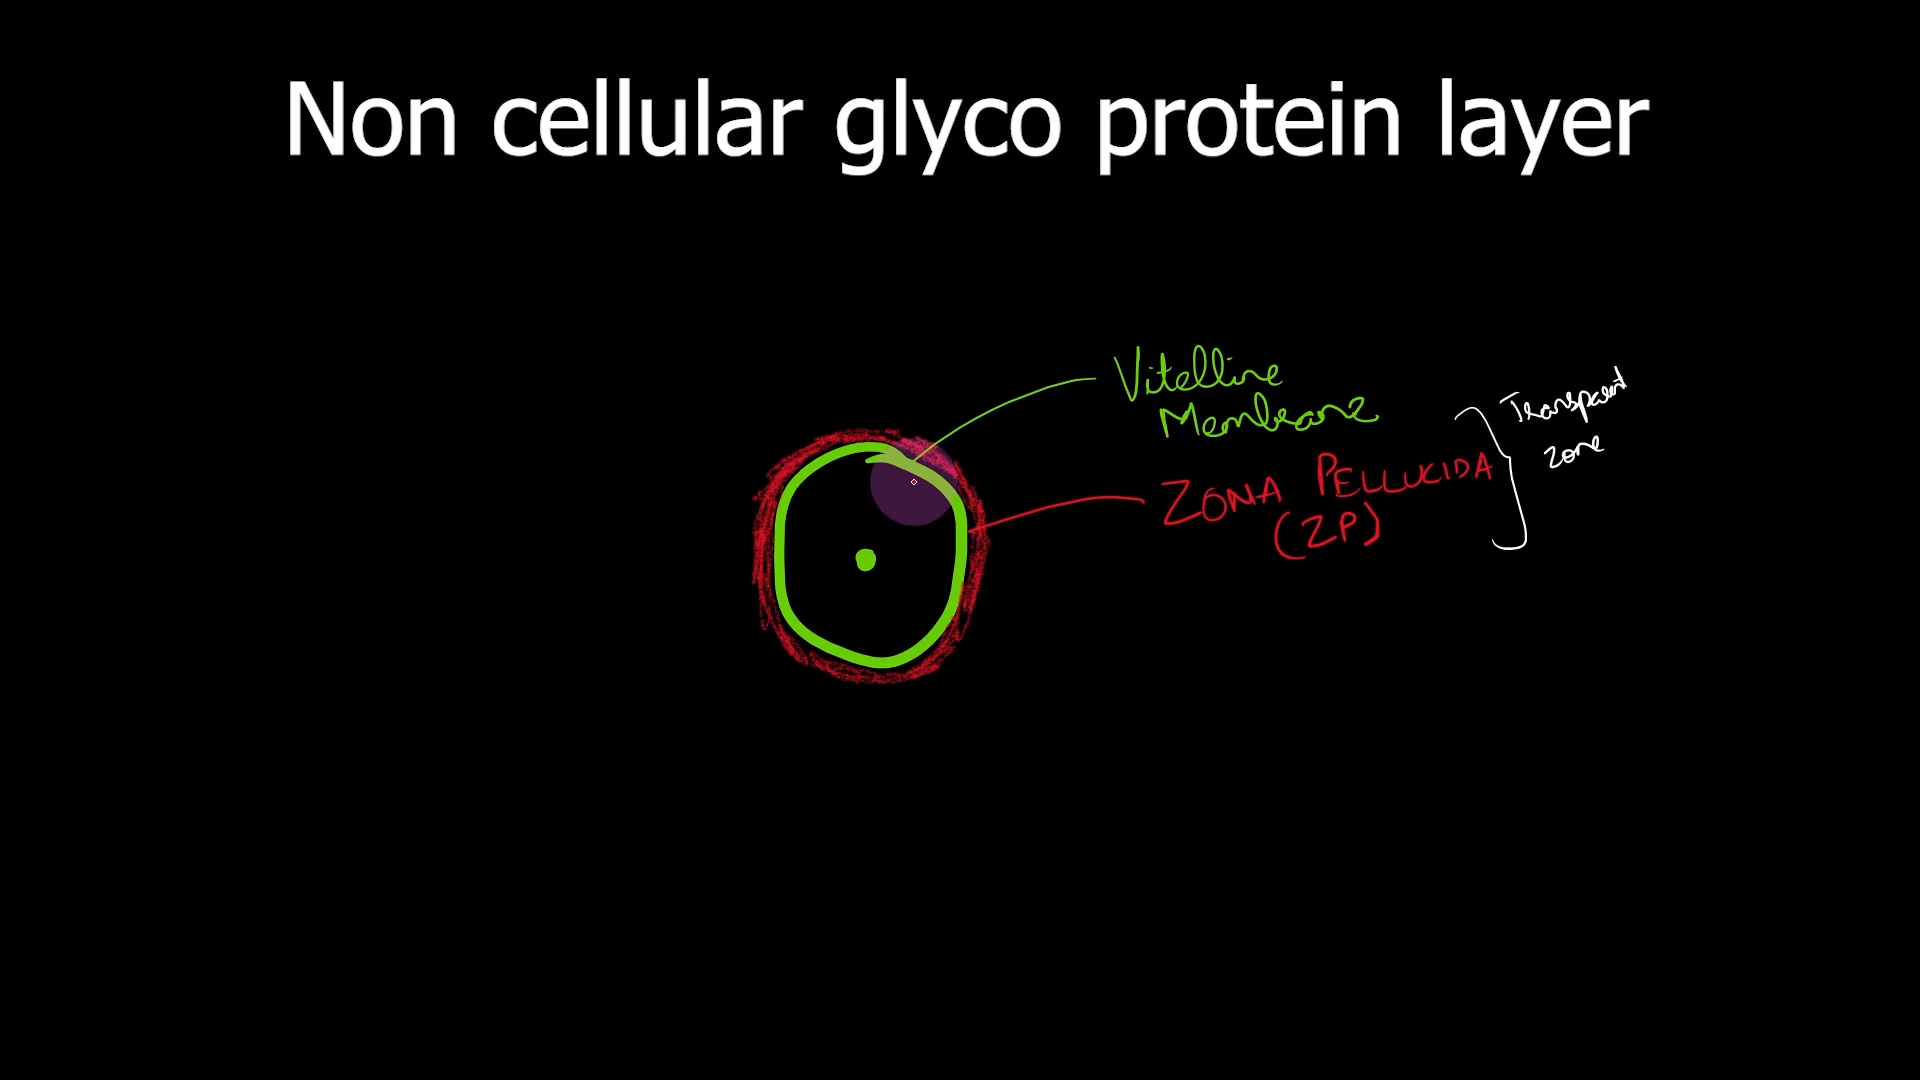 Non cellular glyco protein layer
Vitelline
Membrane
ZONA PELLUCIDA
(ZP)
Transparent
Zone